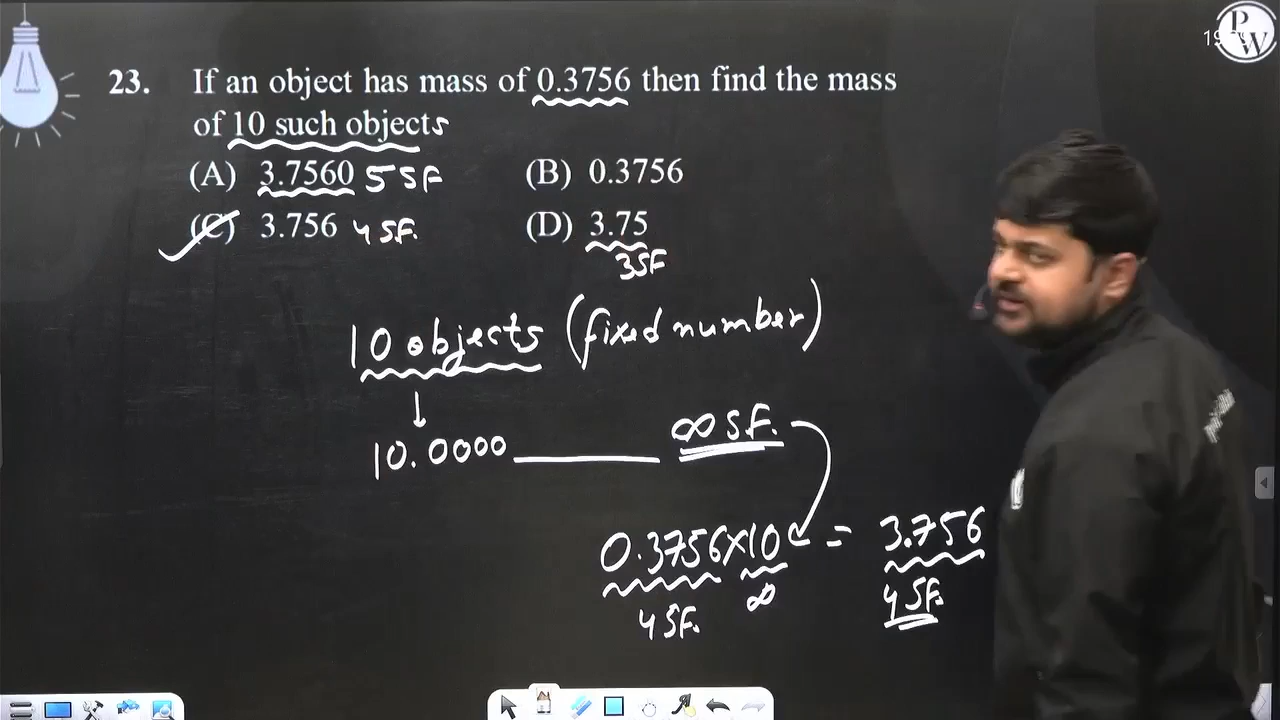 PW
23. If an object has mass of 0.3756 then find the mass
of 10 such objects
(A) 3.7560 5 SF (B) 0.3756
(C) 3.756 4 SF. (D) 3.75
3SF
10 objects (fixed number)
↓
10.0000 ∞ SF.
0.3756×10 = 3.756
4 SF. ∞ 4 SF.